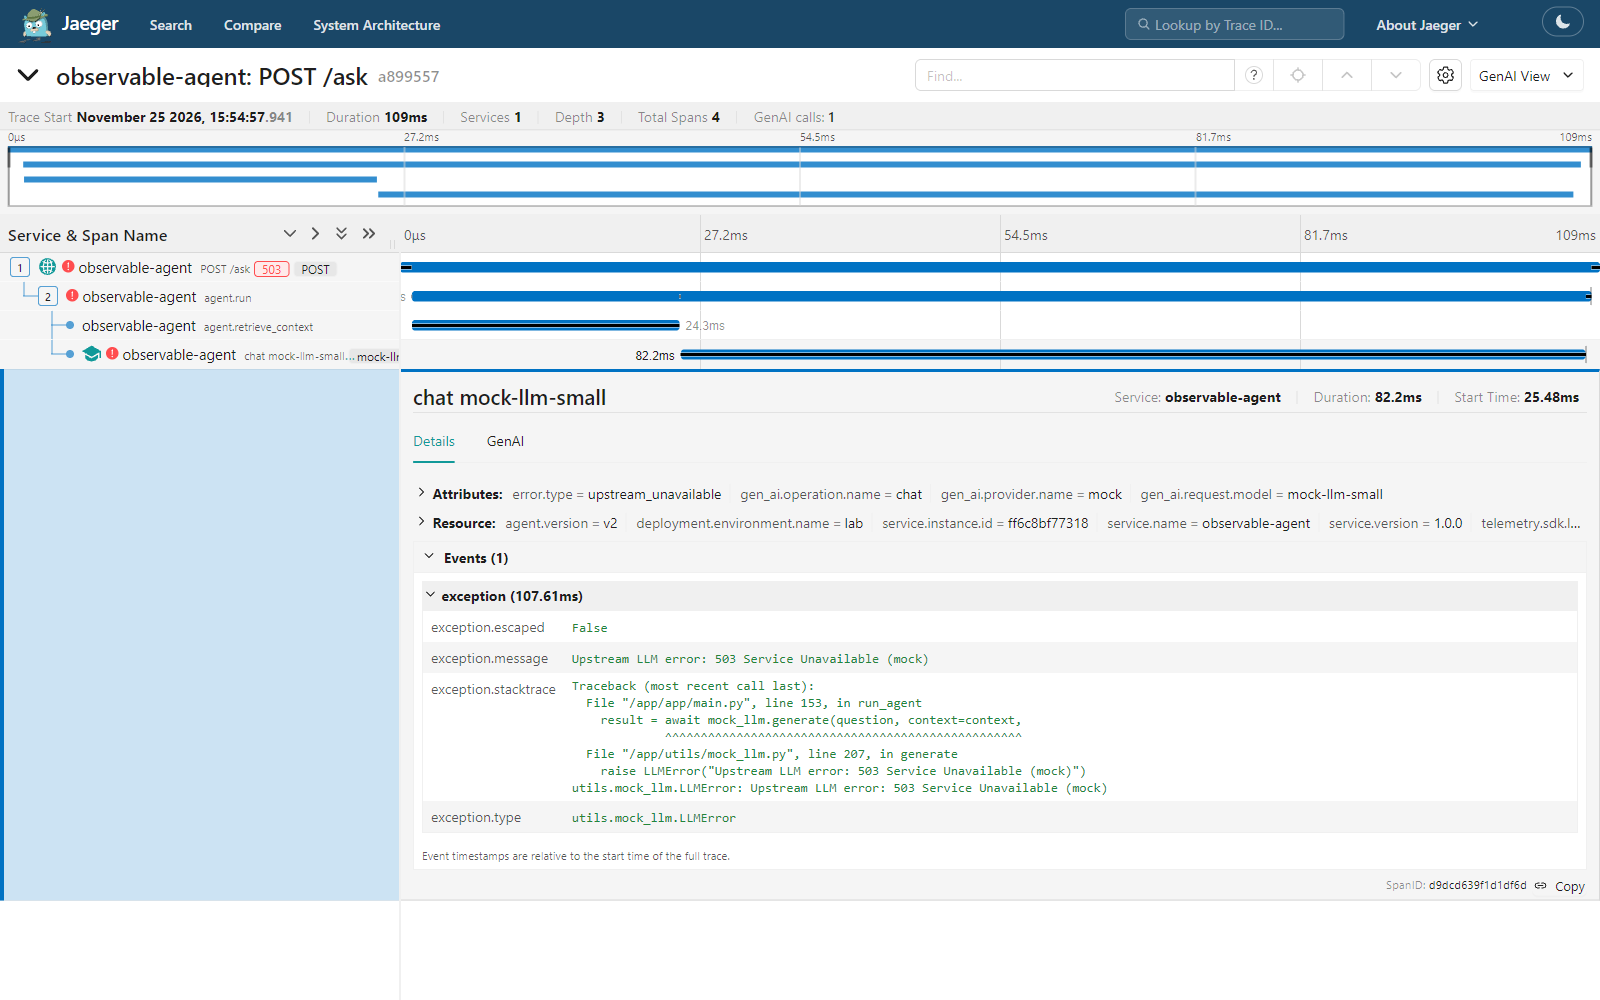 Jaeger
Search
Compare
System Architecture
Lookup by Trace ID...
About Jaeger
observable-agent: POST /ask a899557
Find...
?
GenAI View
Trace Start November 25 2026, 15:54:57.941
Duration 109ms
Services 1
Depth 3
Total Spans 4
GenAI calls: 1
0μs 27.2ms 54.5ms 81.7ms 109ms
Service & Span Name
0μs 27.2ms 54.5ms 81.7ms 109ms
1 ! observable-agent POST /ask 503 POST
2 ! observable-agent agent.run
s
observable-agent agent.retrieve_context
24.3ms
! observable-agent chat mock-llm-small... mock-ll
82.2ms
chat mock-llm-small
Service: observable-agent
Duration: 82.2ms
Start Time: 25.48ms
Details
GenAI
Attributes: error.type = upstream_unavailable gen_ai.operation.name = chat gen_ai.provider.name = mock gen_ai.request.model = mock-llm-small
Resource: agent.version = v2 deployment.environment.name = lab service.instance.id = ff6c8bf77318 service.name = observable-agent service.version = 1.0.0 telemetry.sdk.l...
Events (1)
exception (107.61ms)
exception.escaped False
exception.message Upstream LLM error: 503 Service Unavailable (mock)
exception.stacktrace Traceback (most recent call last):
File "/app/app/main.py", line 153, in run_agent
result = await mock_llm.generate(question, context=context,
^^^^^^^^^^^^^^^^^^^^^^^^^^^^^^^^^^^^^^^^^^^^^^^^^^
File "/app/utils/mock_llm.py", line 207, in generate
raise LLMError("Upstream LLM error: 503 Service Unavailable (mock)")
utils.mock_llm.LLMError: Upstream LLM error: 503 Service Unavailable (mock)
exception.type utils.mock_llm.LLMError
Event timestamps are relative to the start time of the full trace.
SpanID: d9dcd639f1d1df6d Copy